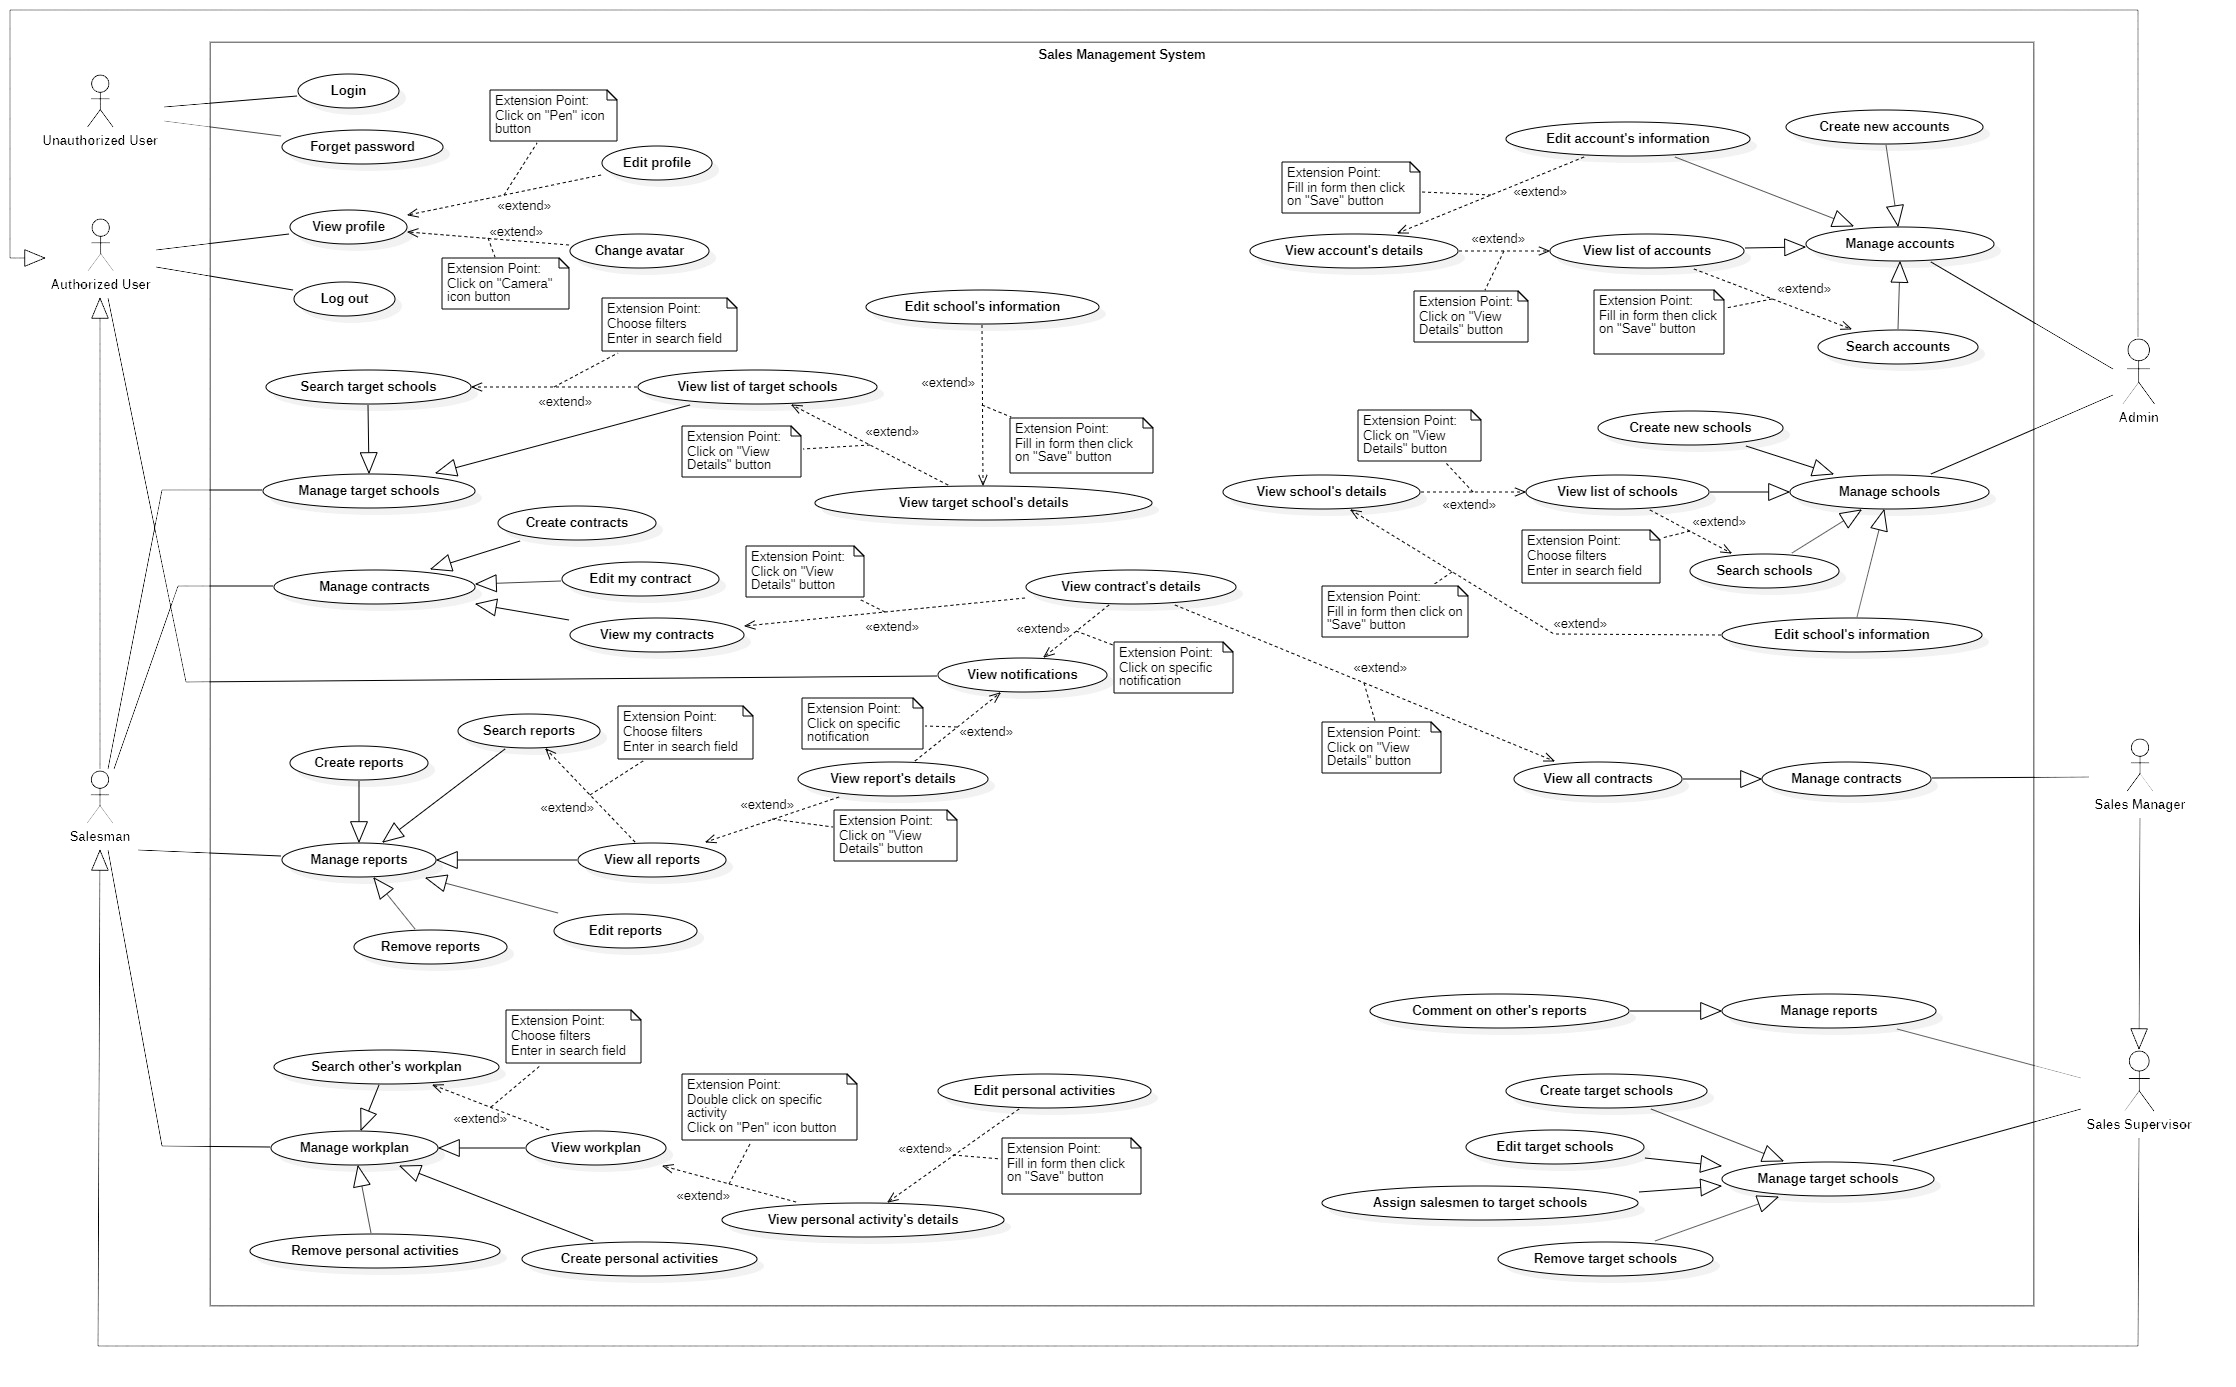 Sales Management System
Unauthorized User
Login
Forget password
Extension Point:
Click on "Pen" icon
button
Edit profile
«extend»
View profile
«extend»
Change avatar
Extension Point:
Click on "Camera"
icon button
Authorized User
Log out
Extension Point:
Choose filters
Enter in search field
Edit school's information
Search target schools
«extend»
View list of target schools
«extend»
«extend»
Extension Point:
Click on "View
Details" button
Extension Point:
Fill in form then click
on "Save" button
Manage target schools
View target school's details
Create contracts
Manage contracts
Edit my contract
View my contracts
Extension Point:
Click on "View
Details" button
«extend»
View contract's details
«extend»
Extension Point:
Click on specific
notification
View notifications
Extension Point:
Click on specific
notification
«extend»
«extend»
Extension Point:
Click on "View
Details" button
View all contracts
Manage contracts
Sales Manager
Search reports
Extension Point:
Choose filters
Enter in search field
Create reports
«extend»
View report's details
«extend»
Extension Point:
Click on "View
Details" button
Salesman
Manage reports
View all reports
Remove reports
Edit reports
Edit account's information
Create new accounts
Extension Point:
Fill in form then click
on "Save" button
«extend»
View account's details
«extend»
View list of accounts
Manage accounts
Extension Point:
Click on "View
Details" button
Extension Point:
Fill in form then click
on "Save" button
«extend»
Search accounts
Admin
Extension Point:
Click on "View
Details" button
Create new schools
View school's details
«extend»
View list of schools
Manage schools
Extension Point:
Choose filters
Enter in search field
«extend»
Search schools
Extension Point:
Fill in form then click on
"Save" button
«extend»
Edit school's information
Extension Point:
Choose filters
Enter in search field
Search other's workplan
«extend»
Manage workplan
View workplan
Extension Point:
Double click on specific
activity
Click on "Pen" icon button
«extend»
Edit personal activities
«extend»
Extension Point:
Fill in form then click
on "Save" button
View personal activity's details
Remove personal activities
Create personal activities
Comment on other's reports
Manage reports
Create target schools
Edit target schools
Assign salesmen to target schools
Remove target schools
Manage target schools
Sales Supervisor